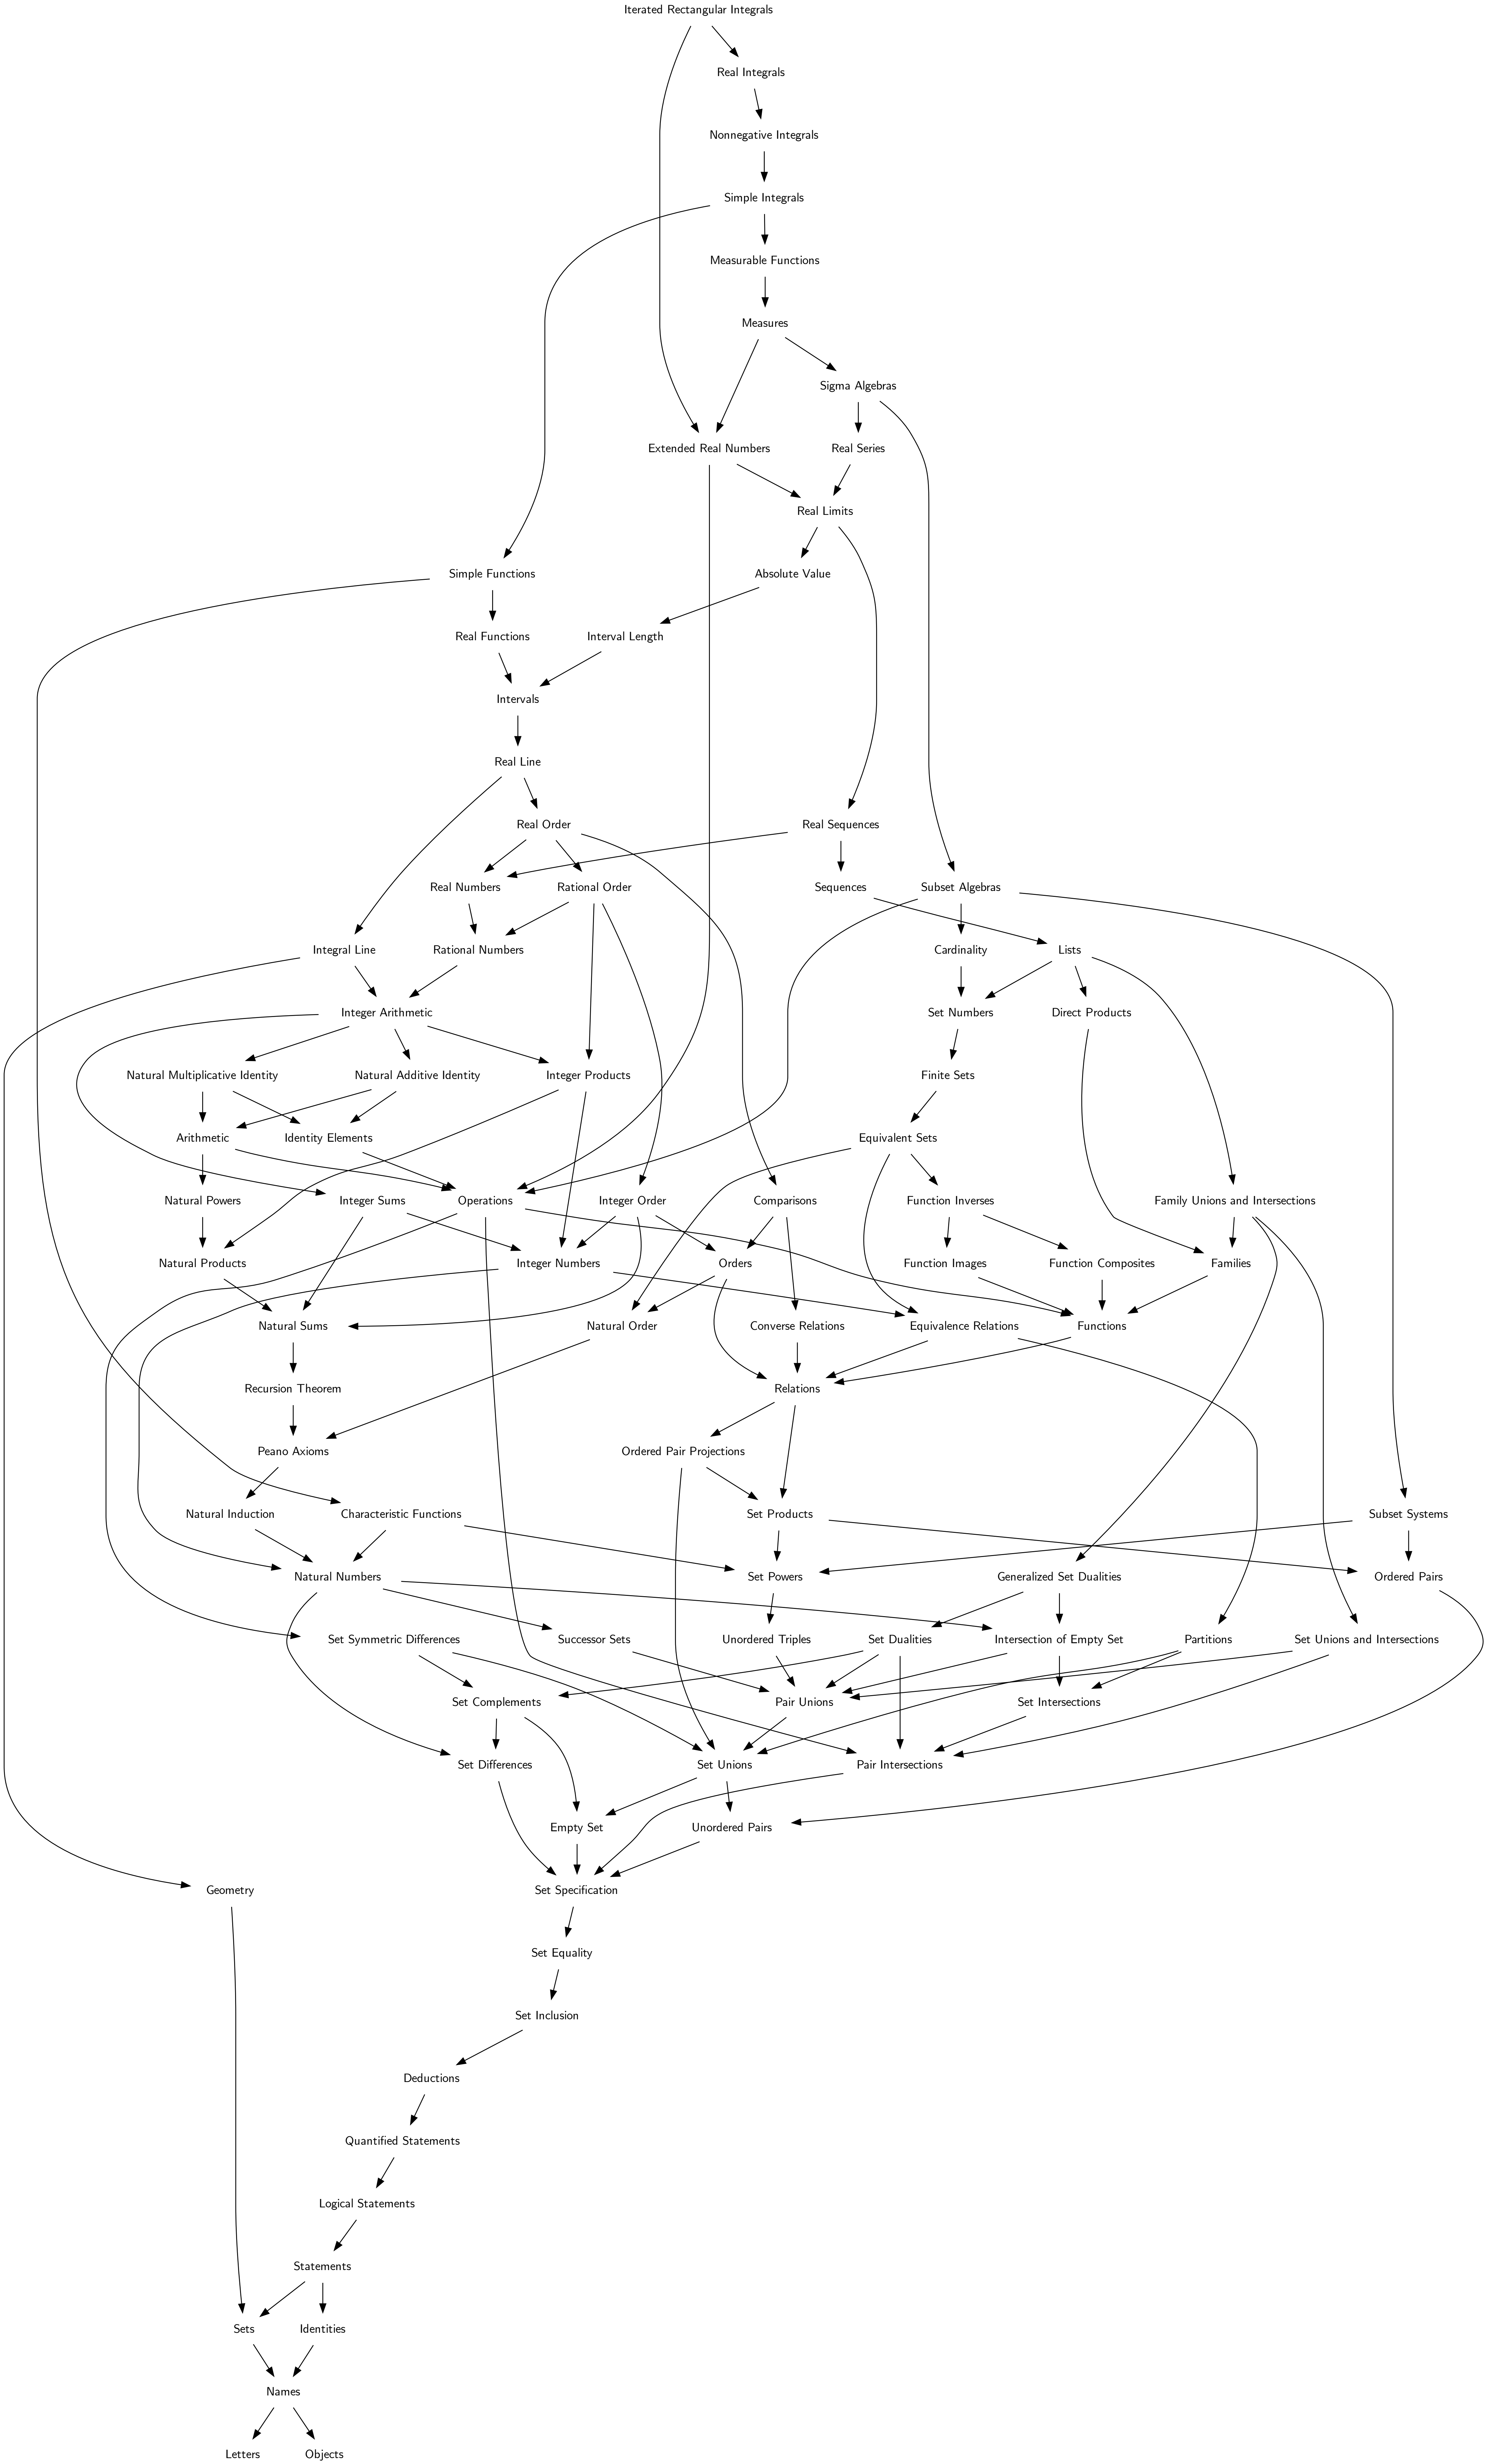 Iterated Rectangular Integrals
Real Integrals
Nonnegative Integrals
Simple Integrals
Measurable Functions
Measures
Sigma Algebras
Extended Real Numbers
Real Series
Real Limits
Simple Functions
Absolute Value
Real Functions
Interval Length
Intervals
Real Line
Real Order
Real Sequences
Real Numbers
Rational Order
Sequences
Subset Algebras
Integral Line
Rational Numbers
Cardinality
Lists
Integer Arithmetic
Set Numbers
Direct Products
Natural Multiplicative Identity
Natural Additive Identity
Integer Products
Finite Sets
Arithmetic
Identity Elements
Equivalent Sets
Natural Powers
Integer Sums
Operations
Integer Order
Comparisons
Function Inverses
Family Unions and Intersections
Natural Products
Integer Numbers
Orders
Function Images
Function Composites
Families
Natural Sums
Natural Order
Converse Relations
Equivalence Relations
Functions
Recursion Theorem
Relations
Peano Axioms
Ordered Pair Projections
Natural Induction
Characteristic Functions
Set Products
Subset Systems
Natural Numbers
Set Powers
Generalized Set Dualities
Ordered Pairs
Set Symmetric Differences
Successor Sets
Unordered Triples
Set Dualities
Intersection of Empty Set
Partitions
Set Unions and Intersections
Set Complements
Pair Unions
Set Intersections
Set Differences
Set Unions
Pair Intersections
Empty Set
Unordered Pairs
Geometry
Set Specification
Set Equality
Set Inclusion
Deductions
Quantified Statements
Logical Statements
Statements
Sets
Identities
Names
Letters
Objects